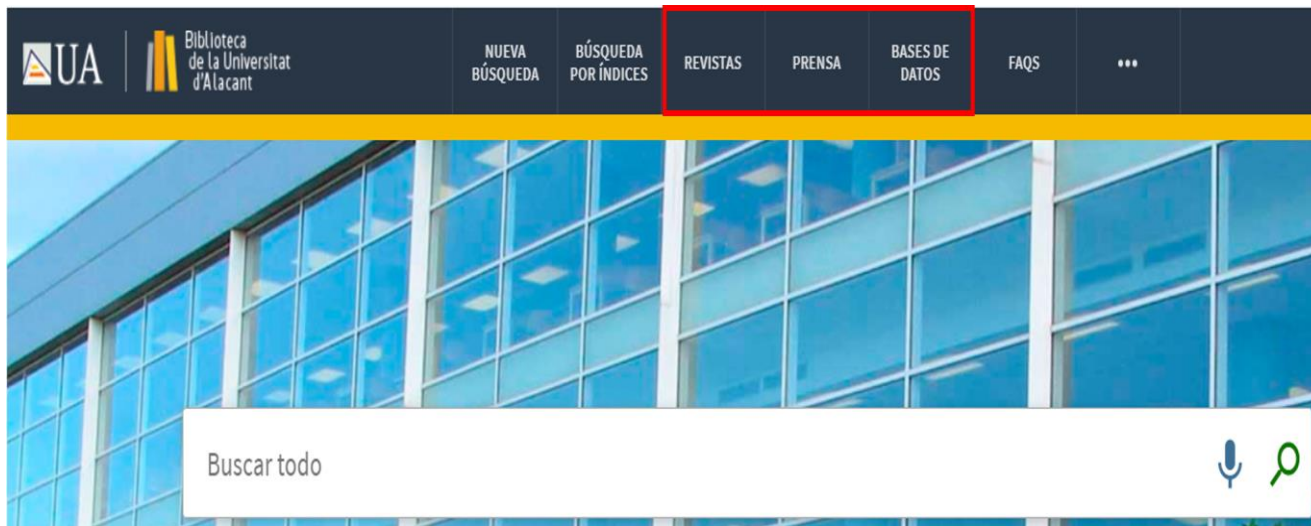 UA
Biblioteca
de la Universitat
d'Alacant
NUEVA
BÚSQUEDA
BÚSQUEDA
POR ÍNDICES
REVISTAS
PRENSA
BASES DE
DATOS
FAQS
•••
Buscar todo